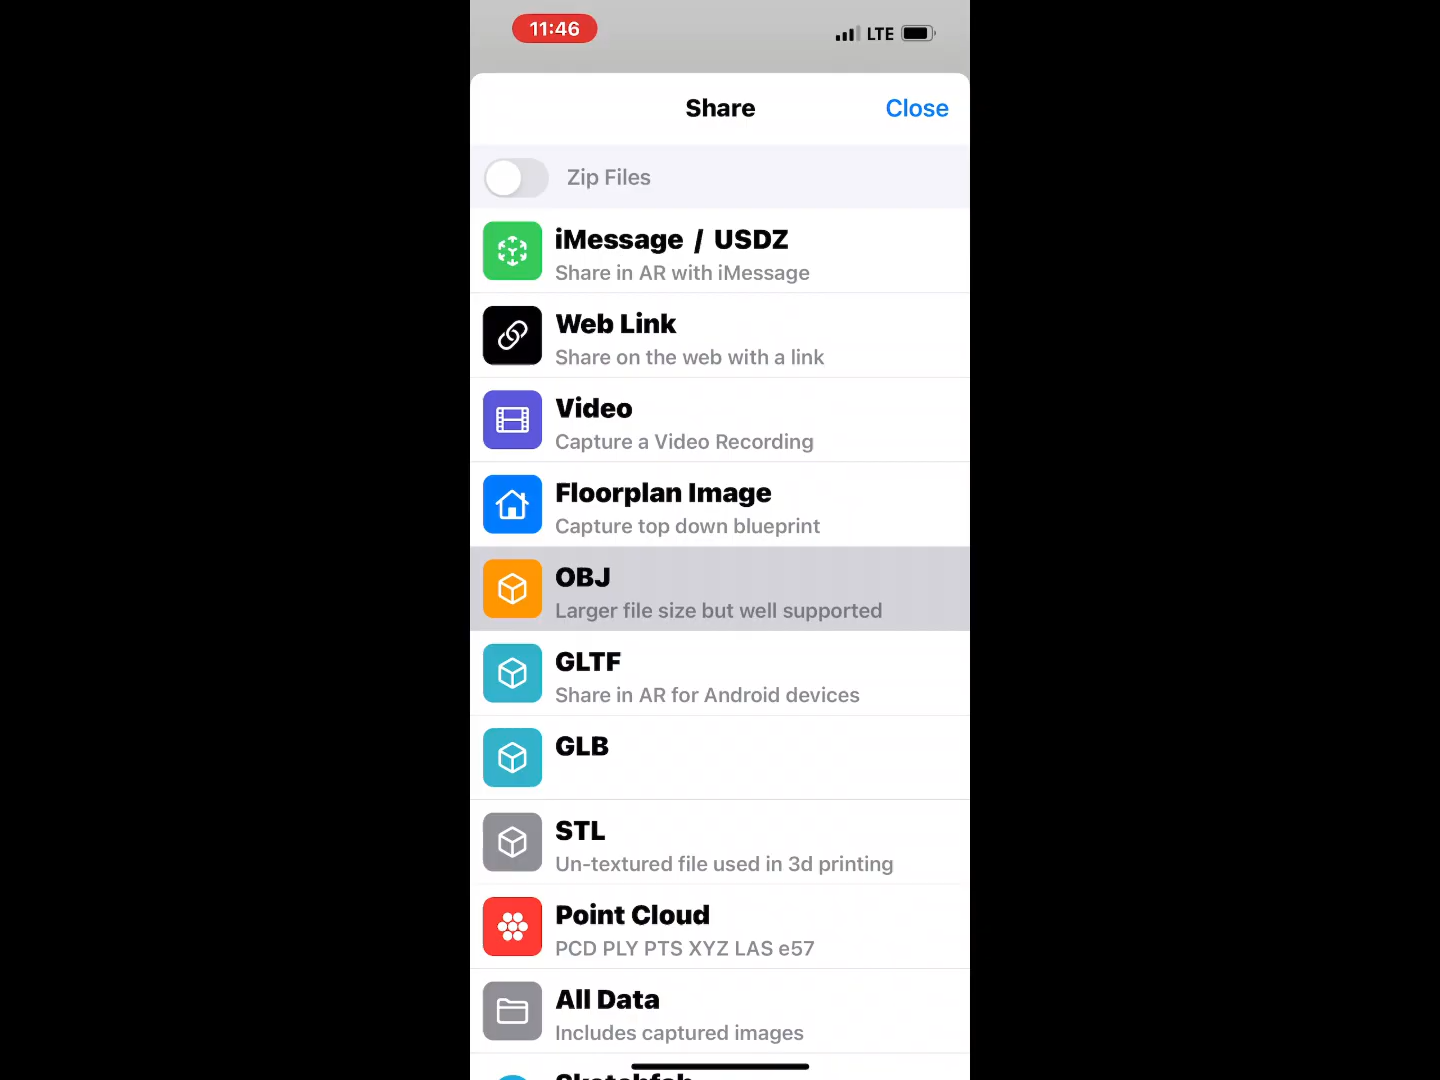 11:46
LTE
Share
Close
Zip Files
iMessage / USDZ
Share in AR with iMessage
Web Link
Share on the web with a link
Video
Capture a Video Recording
Floorplan Image
Capture top down blueprint
OBJ
Larger file size but well supported
GLTF
Share in AR for Android devices
GLB
STL
Un-textured file used in 3d printing
Point Cloud
PCD PLY PTS XYZ LAS e57
All Data
Includes captured images
Sketchfab